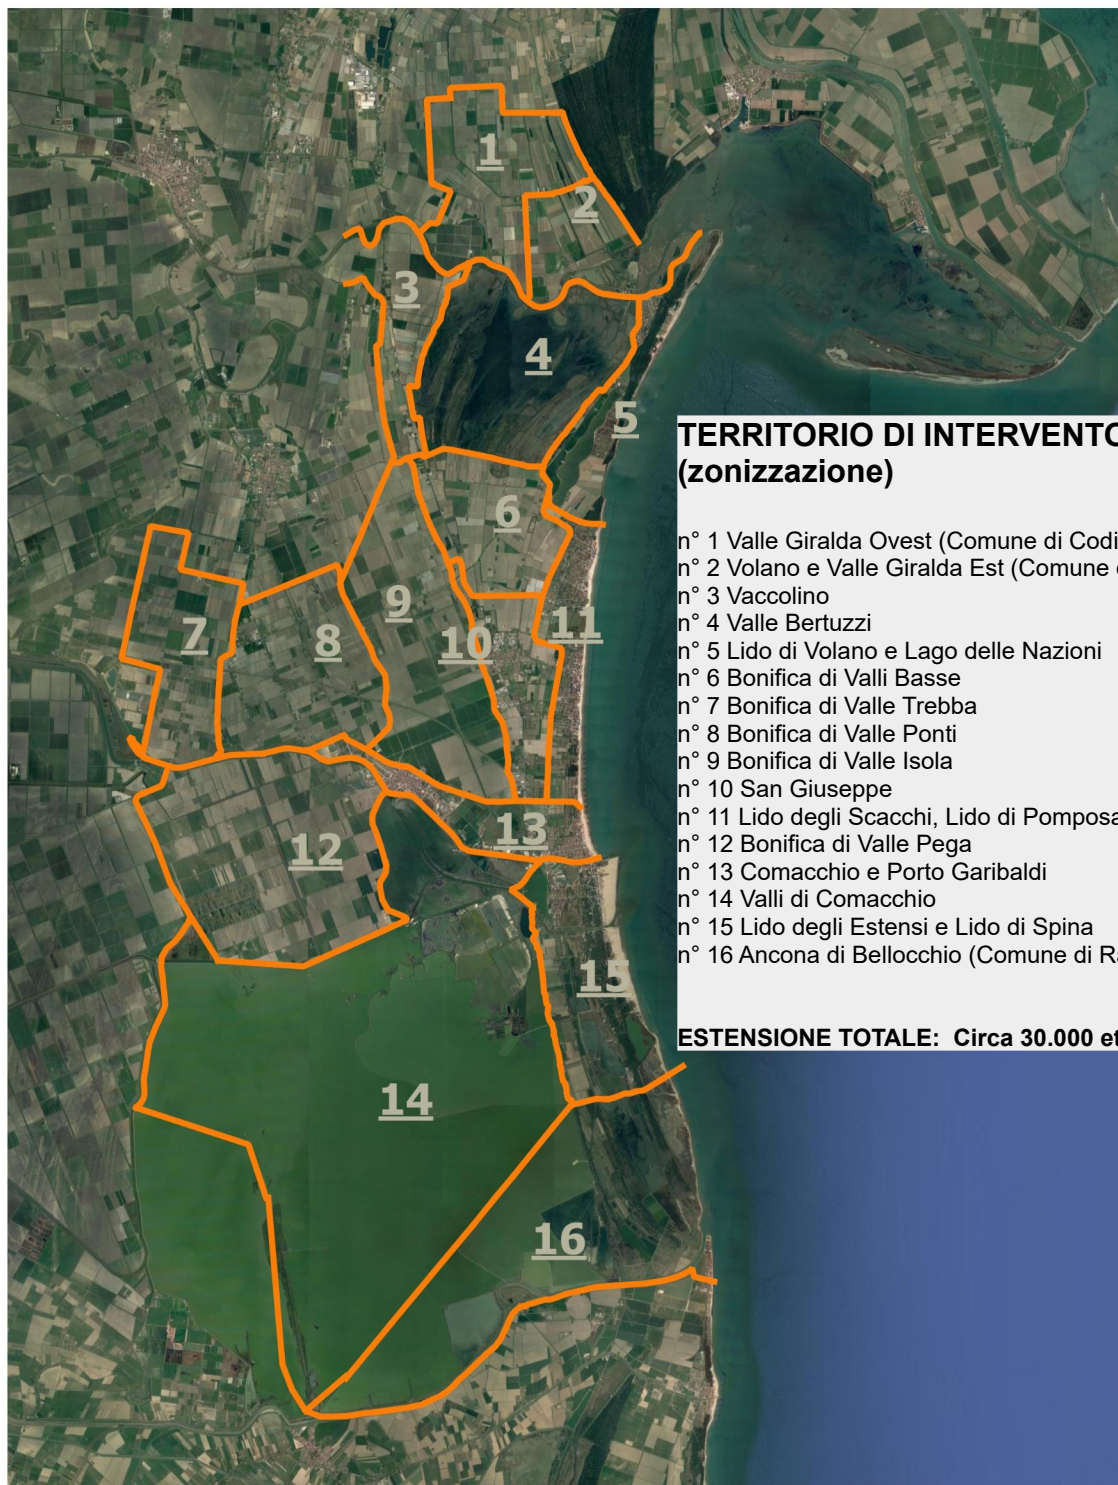 1
2
3
4
5
TERRITORIO DI INTERVENTO
(zonizzazione)
n° 1 Valle Giralda Ovest (Comune di Codi
n° 2 Volano e Valle Giralda Est (Comune
n° 3 Vaccolino
n° 4 Valle Bertuzzi
n° 5 Lido di Volano e Lago delle Nazioni
n° 6 Bonifica di Valli Basse
n° 7 Bonifica di Valle Trebba
n° 8 Bonifica di Valle Ponti
n° 9 Bonifica di Valle Isola
n° 10 San Giuseppe
n° 11 Lido degli Scacchi, Lido di Pomposa
n° 12 Bonifica di Valle Pega
n° 13 Comacchio e Porto Garibaldi
n° 14 Valli di Comacchio
n° 15 Lido degli Estensi e Lido di Spina
n° 16 Ancona di Bellocchio (Comune di Ra
ESTENSIONE TOTALE: Circa 30.000 et
6
9
11
7
8
10
13
12
15
14
16